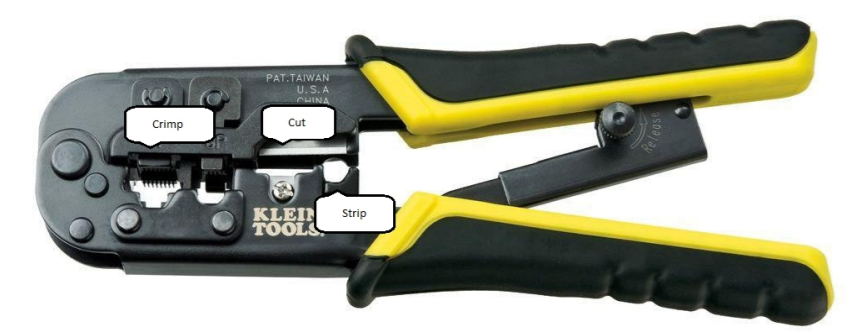 PAT.TAIWAN
U.S.A
CHINA
Crimp
Cut
Release
Strip
KLEIN
TOOLS.